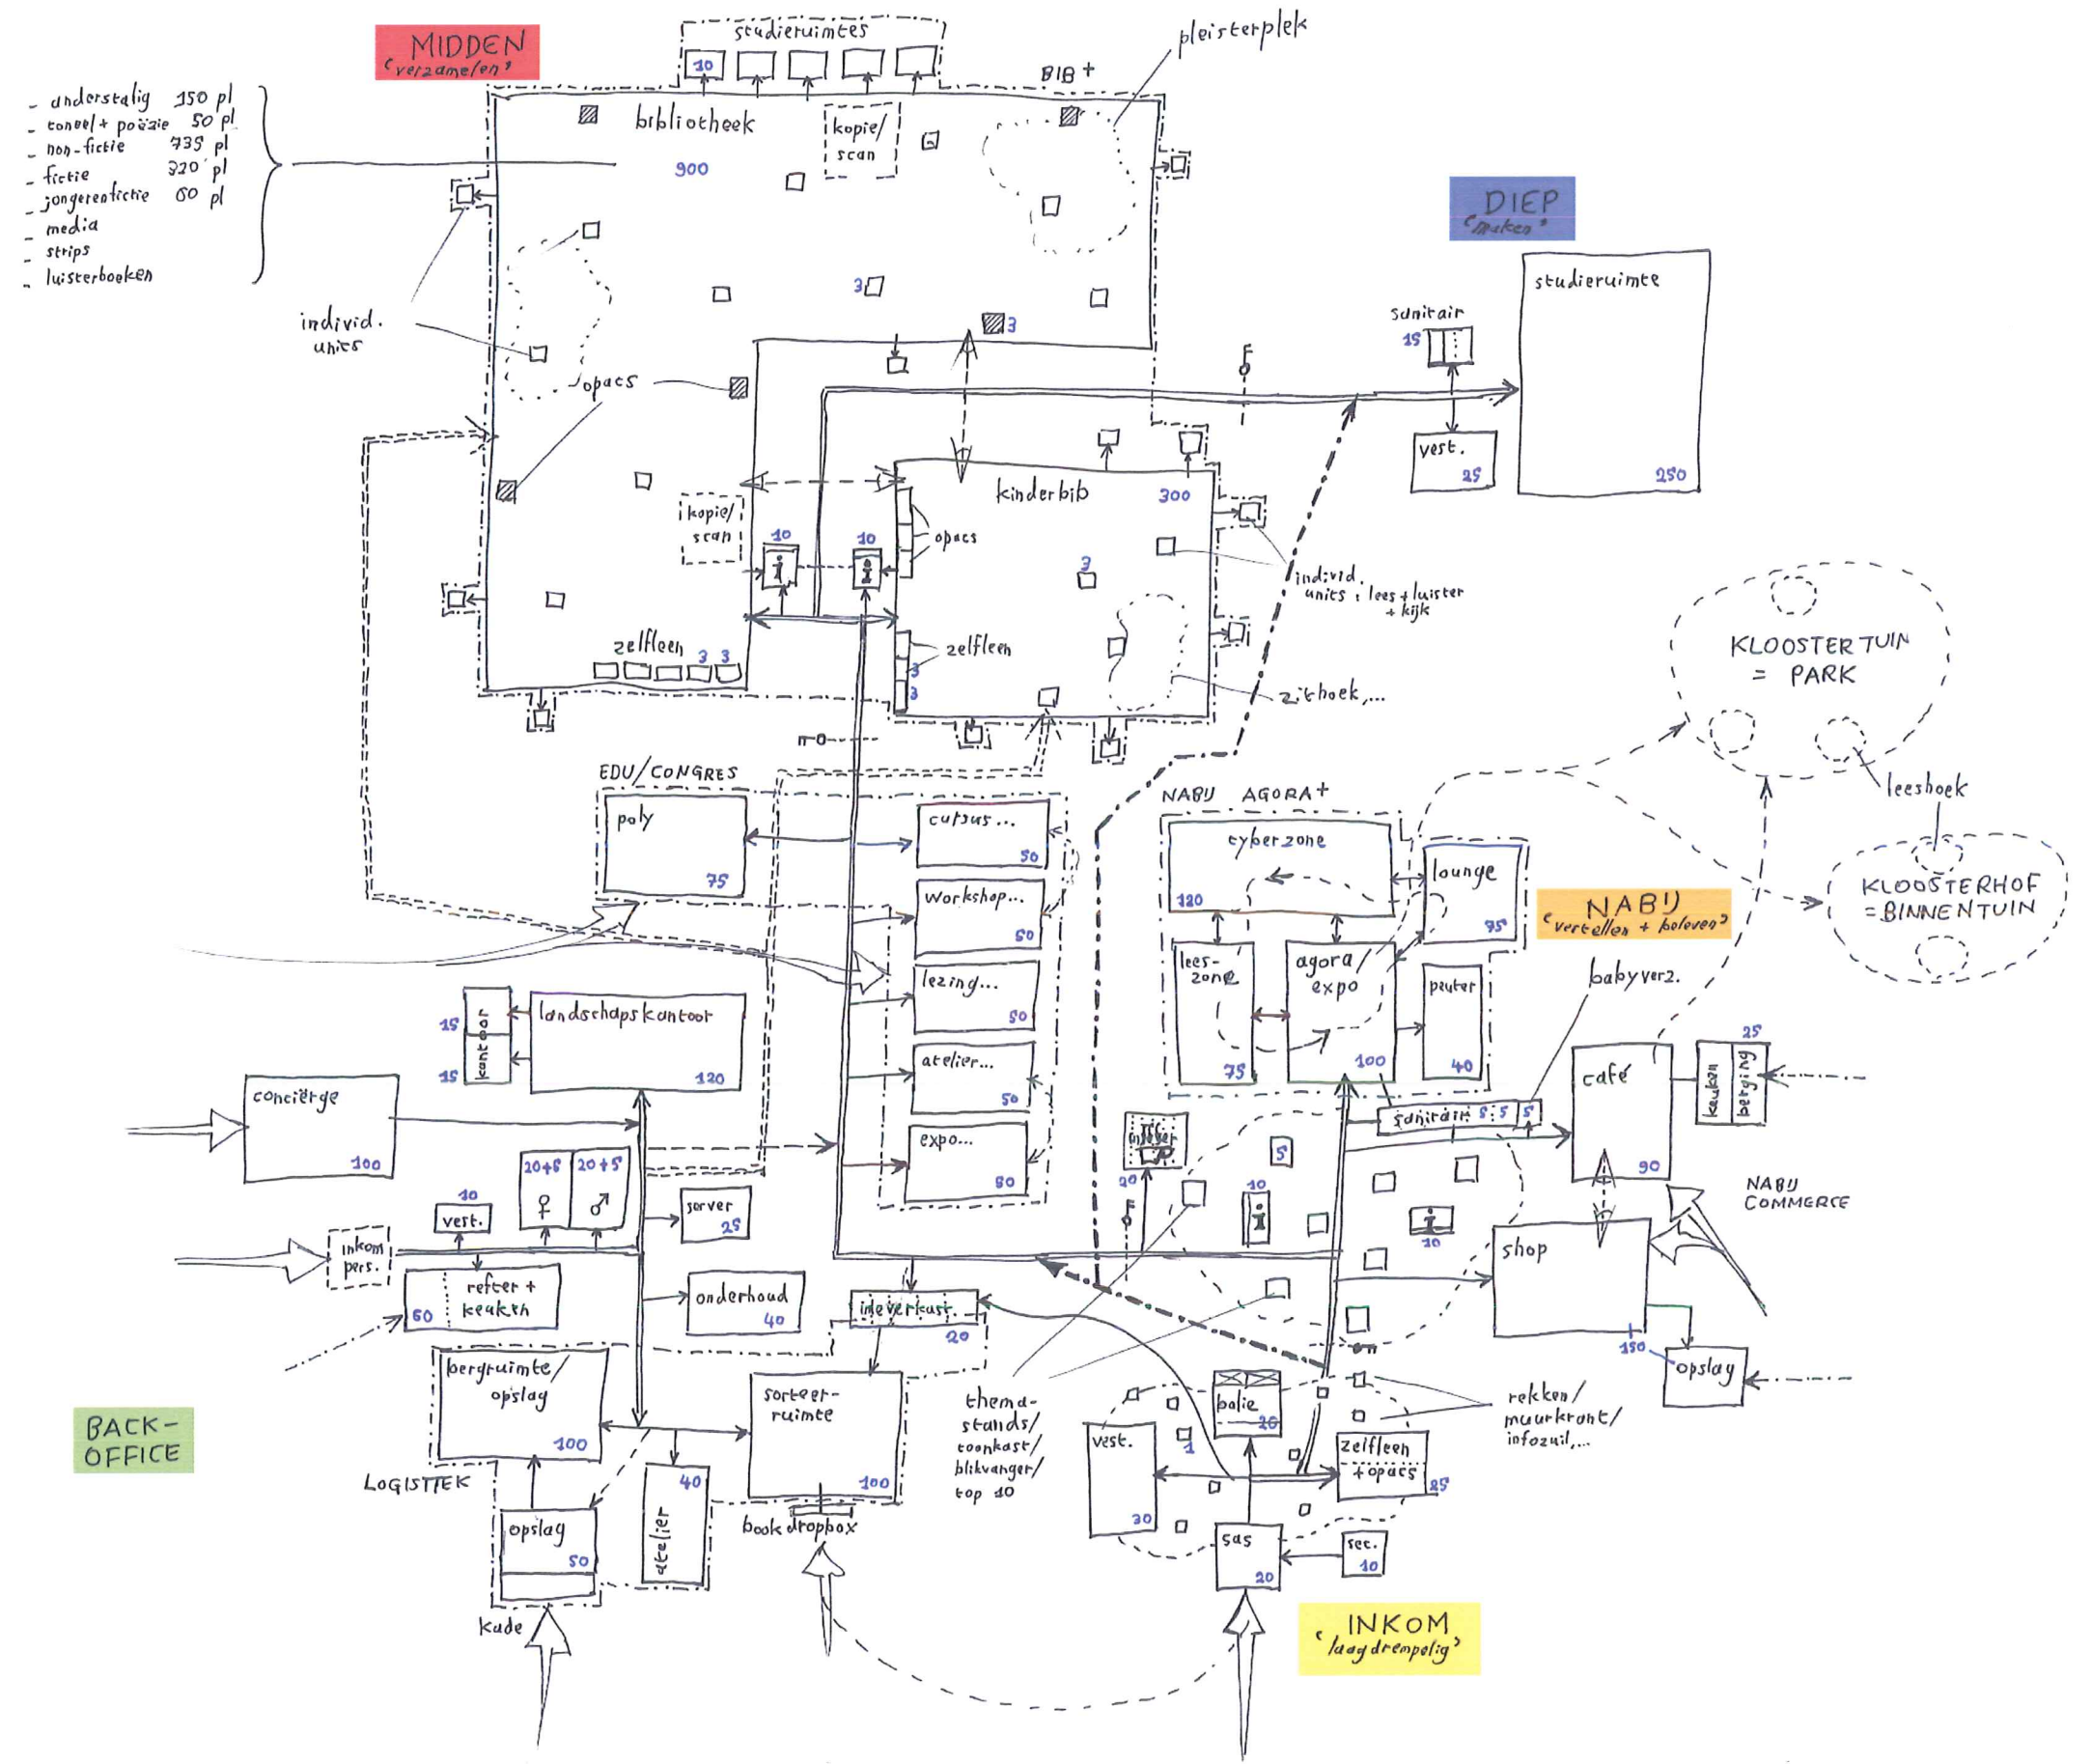 MIDDEN
‘verzamelen’
studieruimtes
10
pleisterplek
BIB +
- anderstalig 150 pl
- toneel + poëzie 50 pl
- non-fictie 735 pl
- fictie 320 pl
- jongerenfictie 60 pl
- media
- strips
- luisterboeken
bibliotheek
900
kopie/
scan
3
3
individ.
units
opacs
DIEP
‘maken’
studieruimte
250
sanitair
15
vest.
25
kopie/
scan
10
i
10
i
opacs
kinderbib
300
3
individ.
units : lees + luister
+ kijk
zelfleen
3 3
zelfleen
3
3
zithoek,...
KLOOSTERTUIN
= PARK
leeshoek
KLOOSTERHOF
= BINNENTUIN
EDU/CONGRES
poly
75
cursus...
50
workshop...
50
lezing...
50
atelier...
50
expo...
80
NABIJ AGORA+
cyberzone
120
lounge
75
NABIJ
‘vertellen + beleven’
lees-
zone
75
agora/
expo
100
peuter
40
babyverz.
sanitair 5 5 5
café
90
keuken
berging
25
NABIJ
COMMERCE
shop
150
opslag
kantoor
15
15
landschapskantoor
120
conciërge
100
20+5
♀
20+5
♂
10
vest.
server
25
inkom
pers.
refter +
keuken
60
onderhoud
40
20
5
10
i
i
10
inleverkast
20
BACK-
OFFICE
bergruimte/
opslag
100
sorteer-
ruimte
100
LOGISTIEK
opslag
50
atelier
40
bookdropbox
kade
thema-
stands/
toonkast/
blikvanger/
top 10
balie
20
vest.
30
1
zelfleen
+ opacs
25
rekken/
muurkrant/
infozuil,...
sas
20
sec.
10
INKOM
‘laagdrempelig’